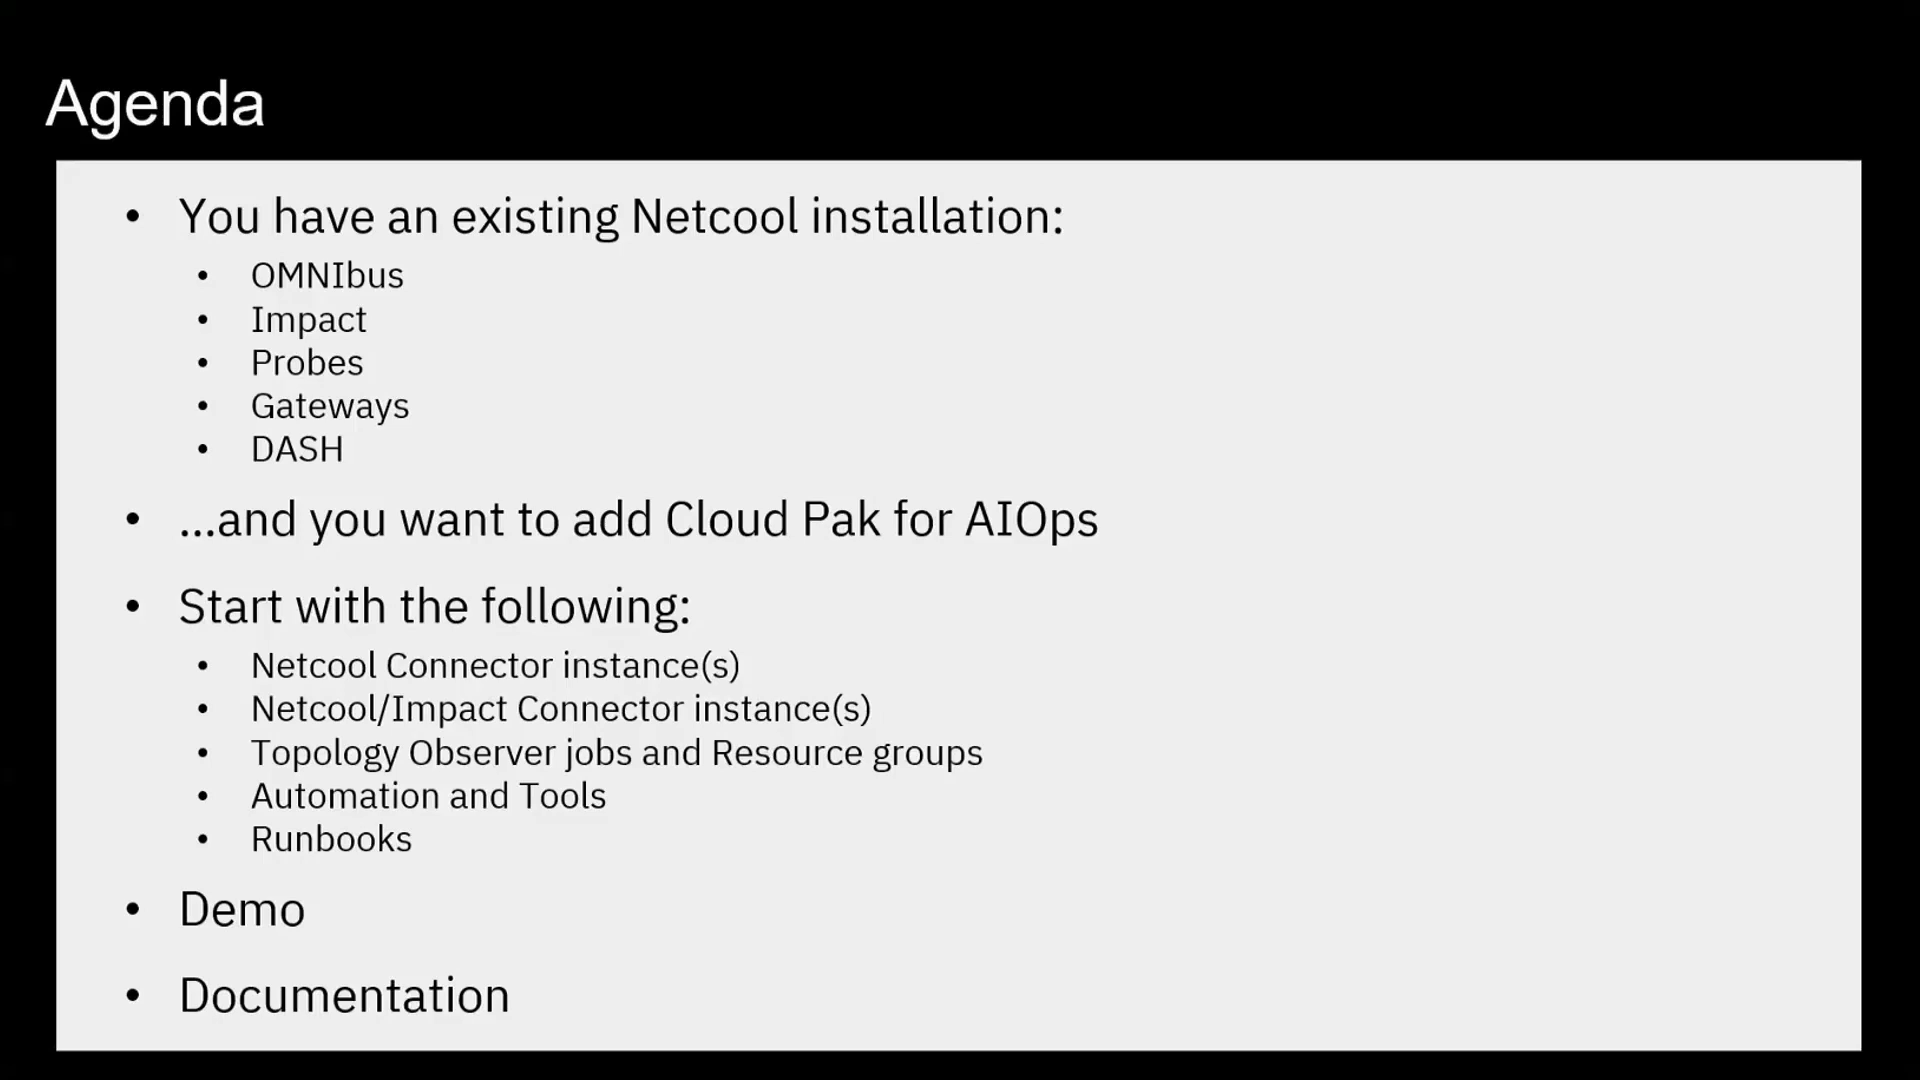 Agenda
• You have an existing Netcool installation:
• OMNIbus
• Impact
• Probes
• Gateways
• DASH
• ...and you want to add Cloud Pak for AIOps
• Start with the following:
• Netcool Connector instance(s)
• Netcool/Impact Connector instance(s)
• Topology Observer jobs and Resource groups
• Automation and Tools
• Runbooks
• Demo
• Documentation